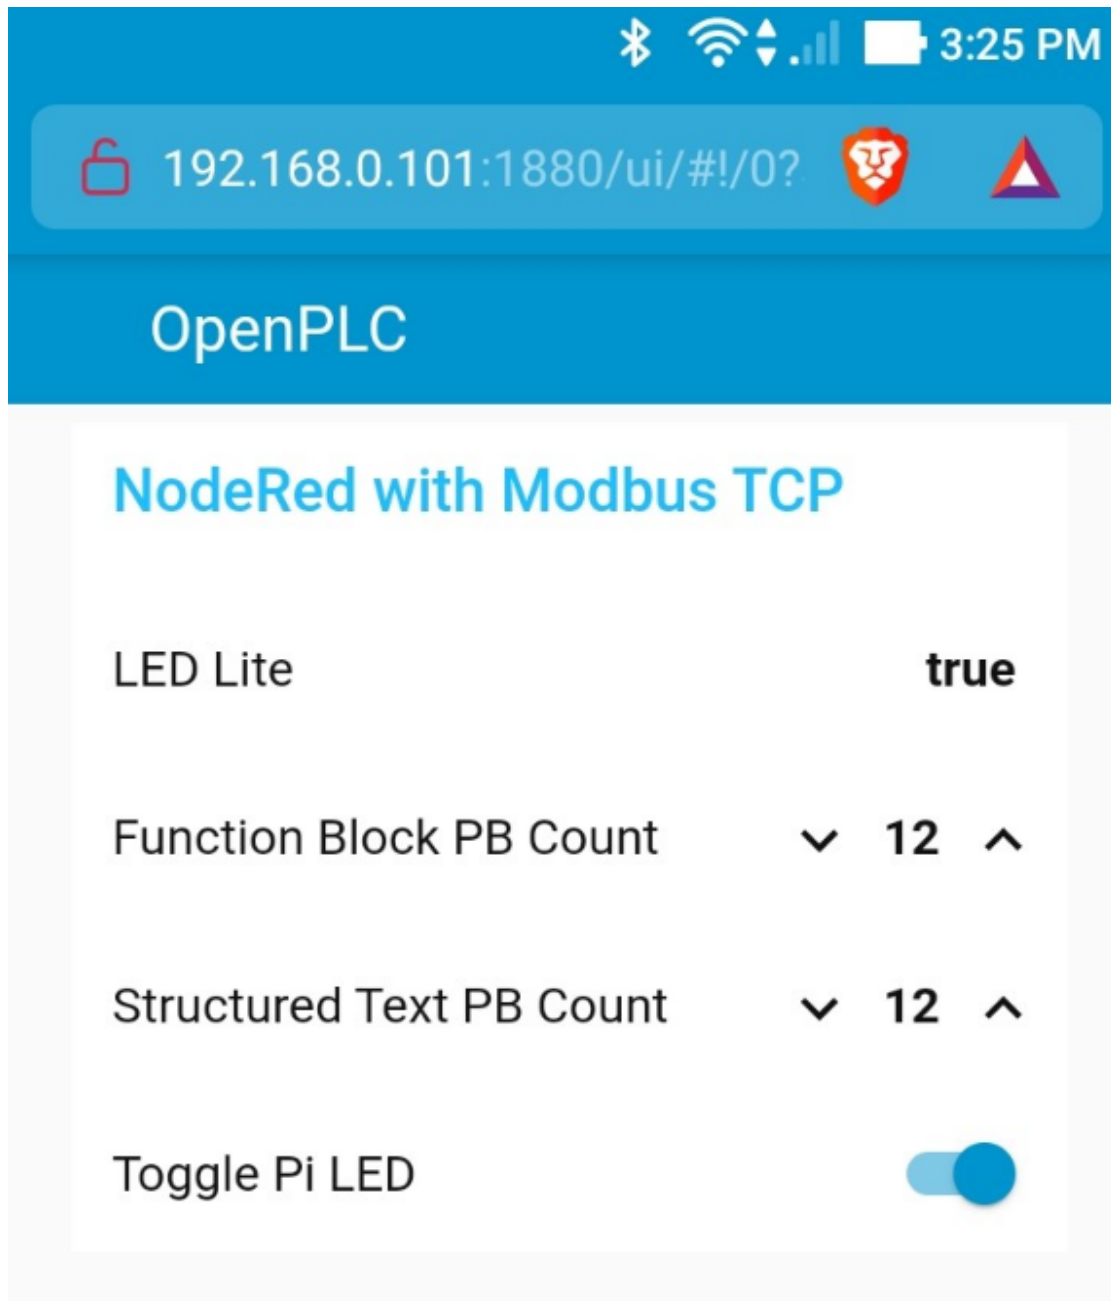 3:25 PM
192.168.0.101:1880/ui/#!/0?
OpenPLC
NodeRed with Modbus TCP
LED Lite true
Function Block PB Count 12
Structured Text PB Count 12
Toggle Pi LED